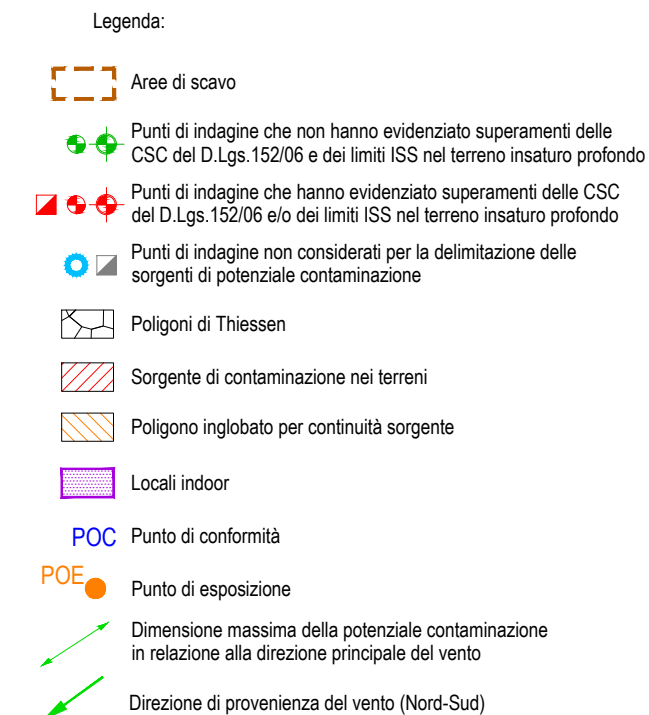 Legenda:
Aree di scavo
Punti di indagine che non hanno evidenziato superamenti delle
CSC del D.Lgs.152/06 e dei limiti ISS nel terreno insaturo profondo
Punti di indagine che hanno evidenziato superamenti delle CSC
del D.Lgs.152/06 e/o dei limiti ISS nel terreno insaturo profondo
Punti di indagine non considerati per la delimitazione delle
sorgenti di potenziale contaminazione
Poligoni di Thiessen
Sorgente di contaminazione nei terreni
Poligono inglobato per continuità sorgente
Locali indoor
POC Punto di conformità
POE
Punto di esposizione
Dimensione massima della potenziale contaminazione
in relazione alla direzione principale del vento
Direzione di provenienza del vento (Nord-Sud)